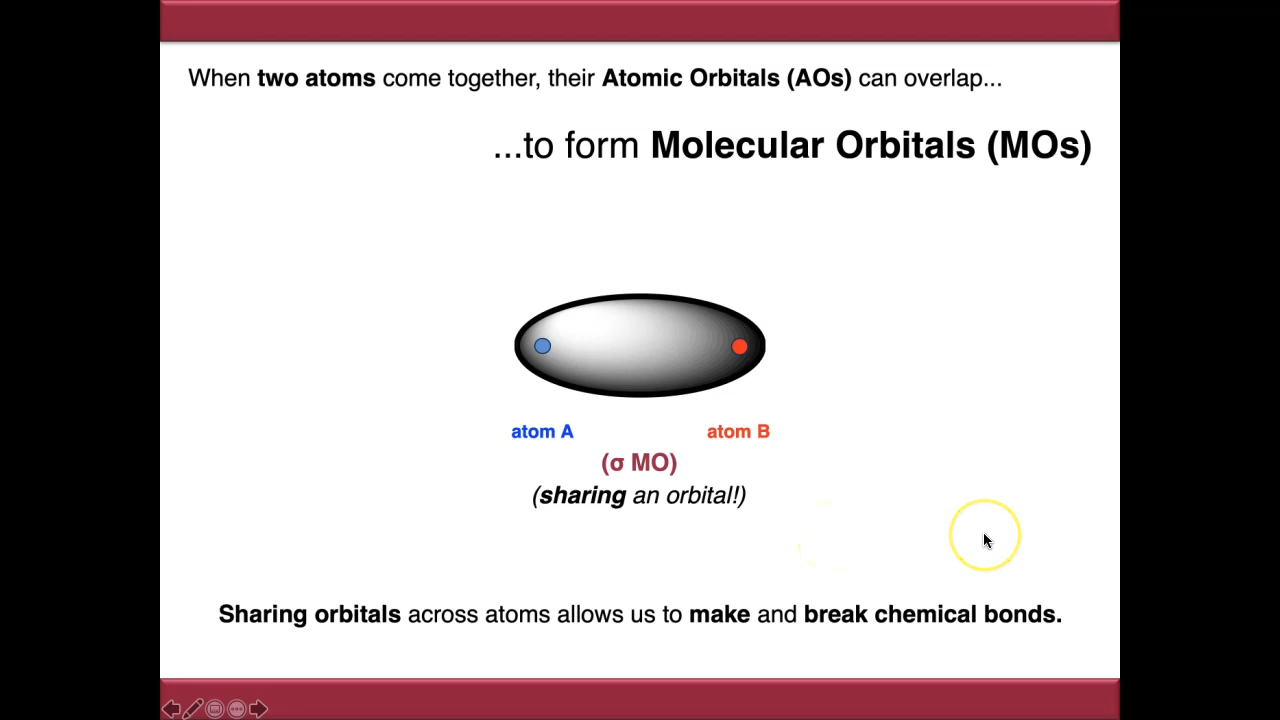 When two atoms come together, their Atomic Orbitals (AOs) can overlap...
...to form Molecular Orbitals (MOs)
atom A atom B
(σ MO)
(sharing an orbital!)
Sharing orbitals across atoms allows us to make and break chemical bonds.